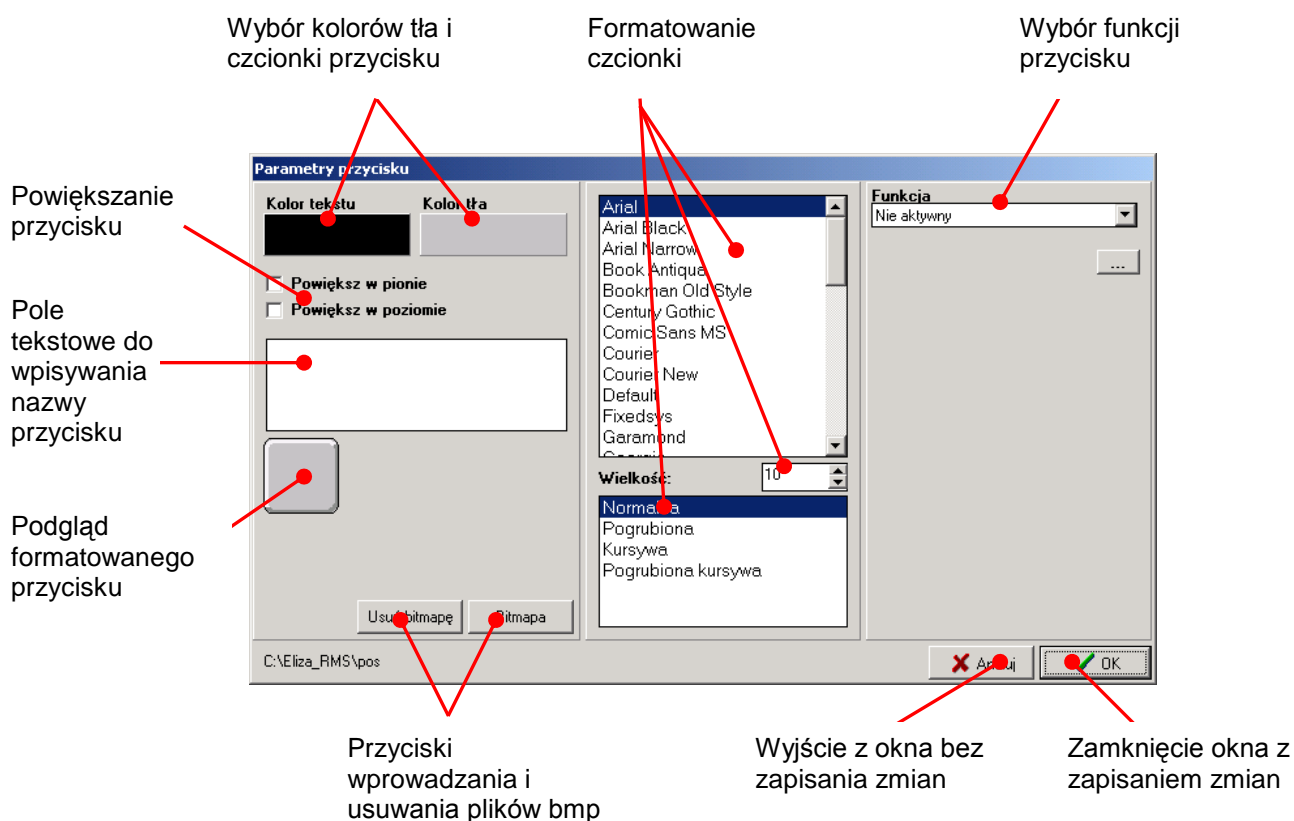 Wybór kolorów tła i
czcionki przycisku
Formatowanie
czcionki
Wybór funkcji
przycisku
Powiększanie
przycisku
Pole
tekstowe do
wpisywania
nazwy
przycisku
Podgląd
formatowanego
przycisku
Parametry przycisku
Kolor tekstu
Kolor tła
Powiększ w pionie
Powiększ w poziomie
Usuń bitmapę
Bitmapa
Arial
Arial Black
Arial Narrow
Book Antiqua
Bookman Old Style
Century Gothic
Comic Sans MS
Courier
Courier New
Default
Fixedsys
Garamond
Georgia
Wielkość:
10
Normalna
Pogrubiona
Kursywa
Pogrubiona kursywa
Funkcja
Nie aktywny
...
C:\Eliza_RMS\pos
Anuluj
OK
Przyciski
wprowadzania i
usuwania plików bmp
Wyjście z okna bez
zapisania zmian
Zamknięcie okna z
zapisaniem zmian